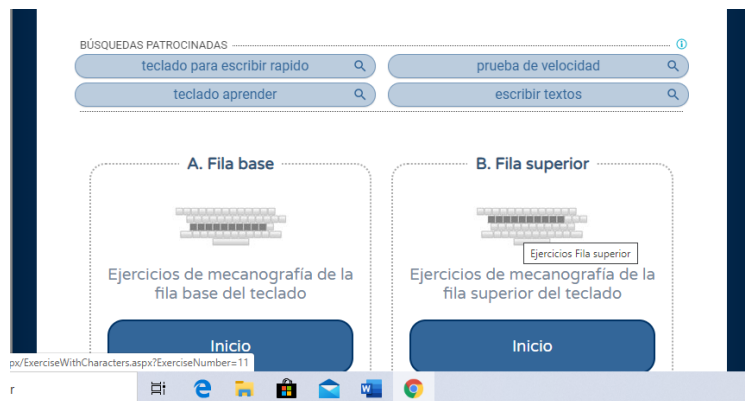 BÚSQUEDAS PATROCINADAS
teclado para escribir rapido
prueba de velocidad
teclado aprender
escribir textos
A. Fila base
B. Fila superior
Ejercicios Fila superior
Ejercicios de mecanografía de la
fila base del teclado
Ejercicios de mecanografía de la
fila superior del teclado
Inicio
Inicio
px/ExerciseWithCharacters.aspx?ExerciseNumber=11
r